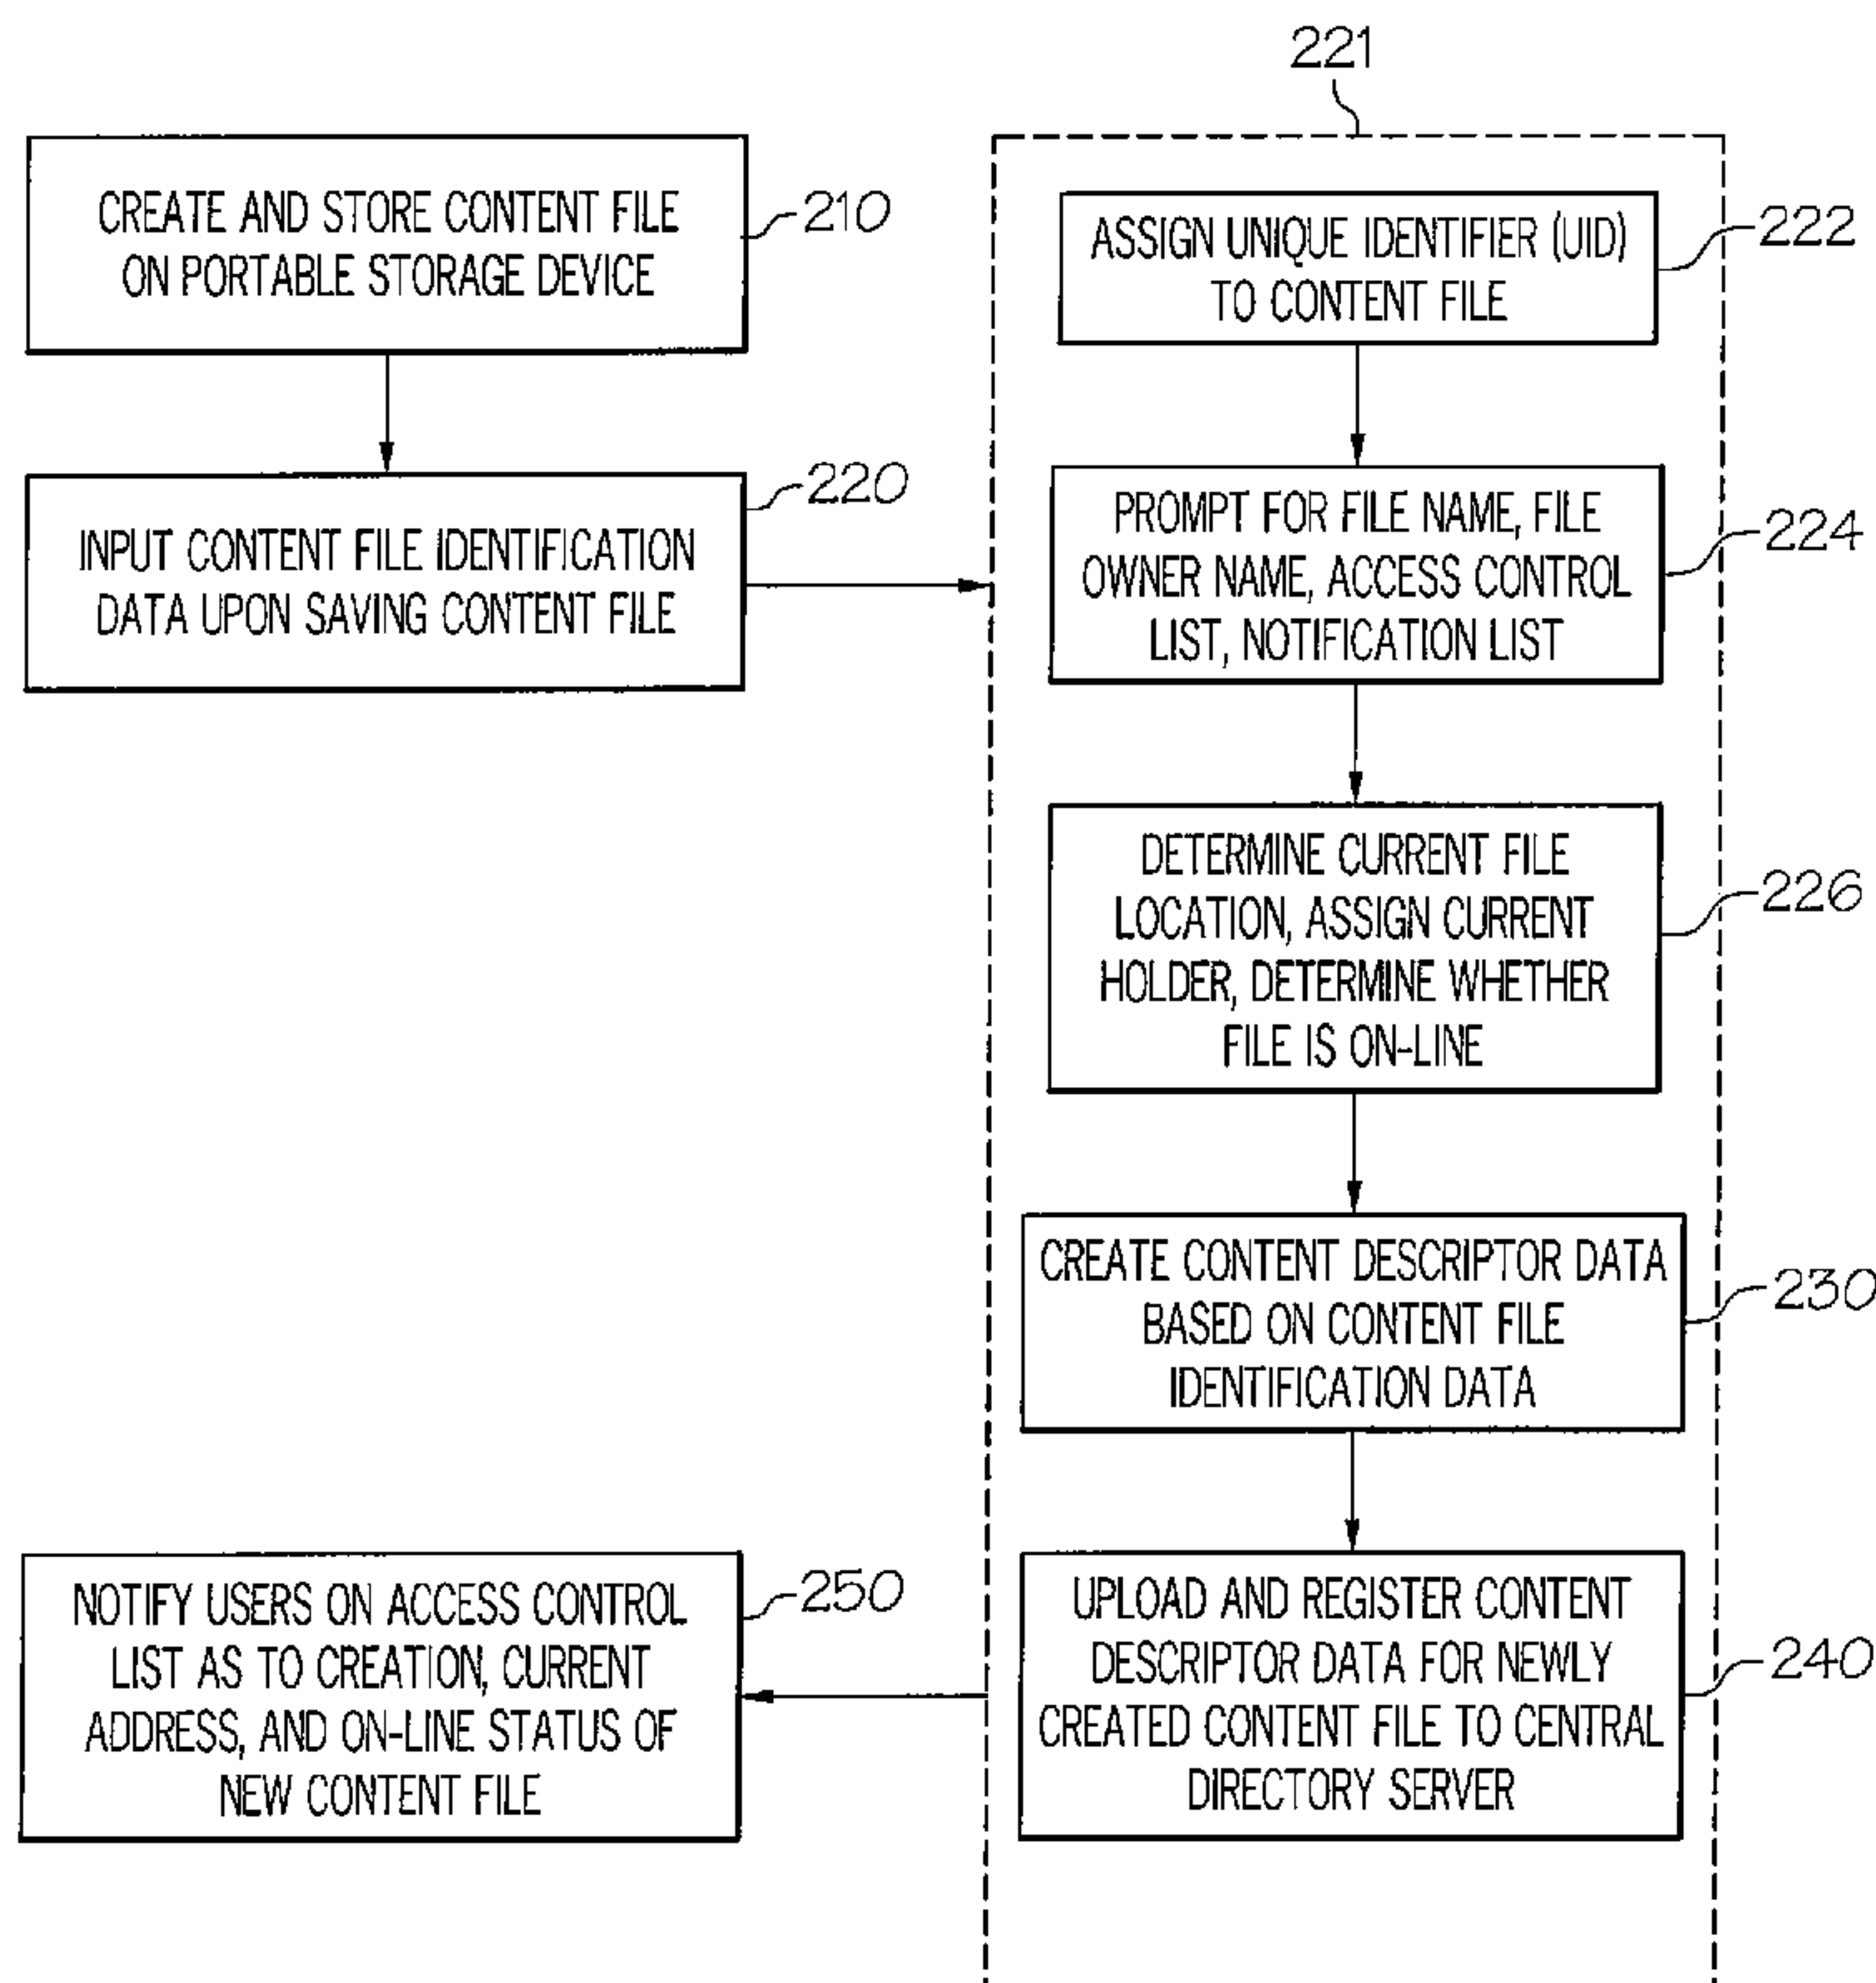 CREATE AND STORE CONTENT FILE
ON PORTABLE STORAGE DEVICE
210
INPUT CONTENT FILE IDENTIFICATION
DATA UPON SAVING CONTENT FILE
220
221
ASSIGN UNIQUE IDENTIFIER (UID)
TO CONTENT FILE
222
PROMPT FOR FILE NAME, FILE
OWNER NAME, ACCESS CONTROL
LIST, NOTIFICATION LIST
224
DETERMINE CURRENT FILE
LOCATION, ASSIGN CURRENT
HOLDER, DETERMINE WHETHER
FILE IS ON-LINE
226
CREATE CONTENT DESCRIPTOR DATA
BASED ON CONTENT FILE
IDENTIFICATION DATA
230
UPLOAD AND REGISTER CONTENT
DESCRIPTOR DATA FOR NEWLY
CREATED CONTENT FILE TO CENTRAL
DIRECTORY SERVER
240
NOTIFY USERS ON ACCESS CONTROL
LIST AS TO CREATION, CURRENT
ADDRESS, AND ON-LINE STATUS OF
NEW CONTENT FILE
250